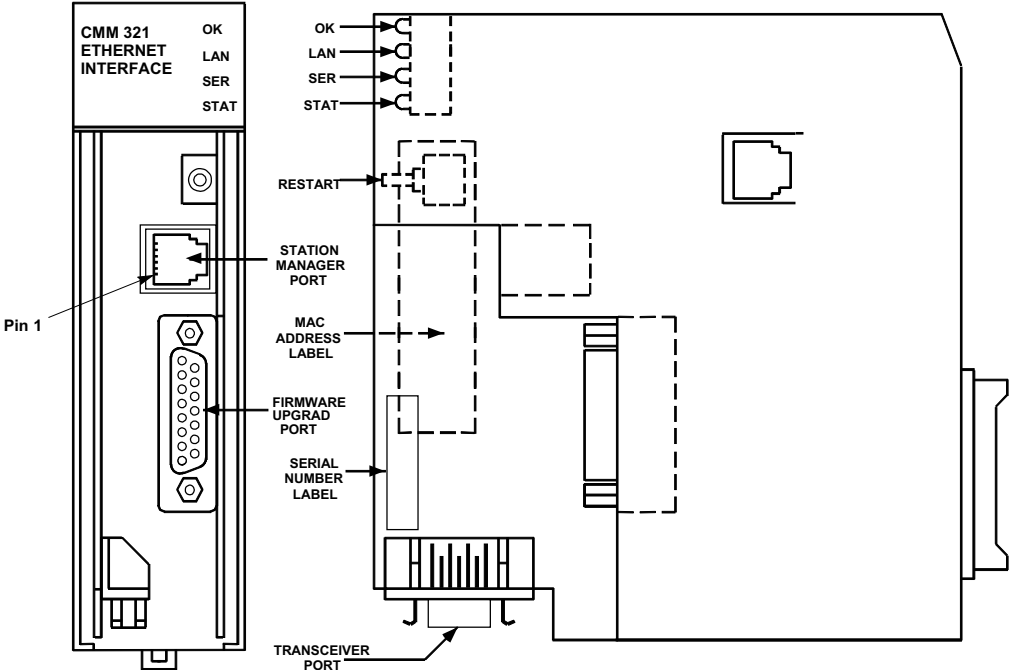 CMM 321
ETHERNET
INTERFACE
OK
LAN
SER
STAT
OK
LAN
SER
STAT
RESTART
STATION
MANAGER
PORT
Pin 1
MAC
ADDRESS
LABEL
FIRMWARE
UPGRAD
PORT
SERIAL
NUMBER
LABEL
TRANSCEIVER
PORT